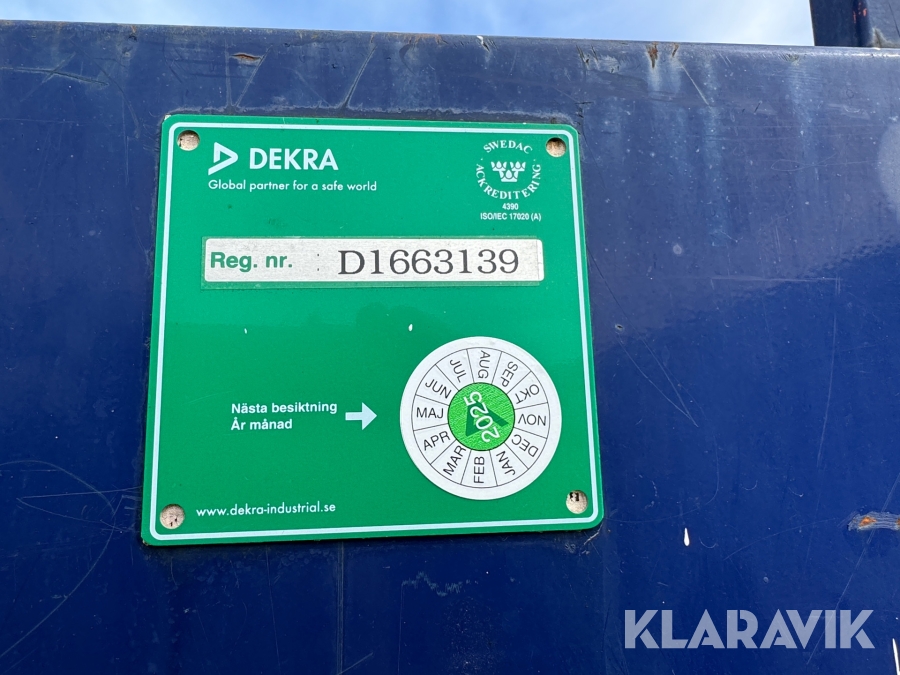 DEKRA
Global partner for a safe world
SWEDAC
ACKREDITERING
4390
ISO/IEC 17020 (A)
Reg. nr. : D1663139
Nästa besiktning
År månad
JAN FEB MAR APR MAJ JUN JUL AUG SEP OKT NOV DEC
2025
www.dekra-industrial.se
KLARAVIK